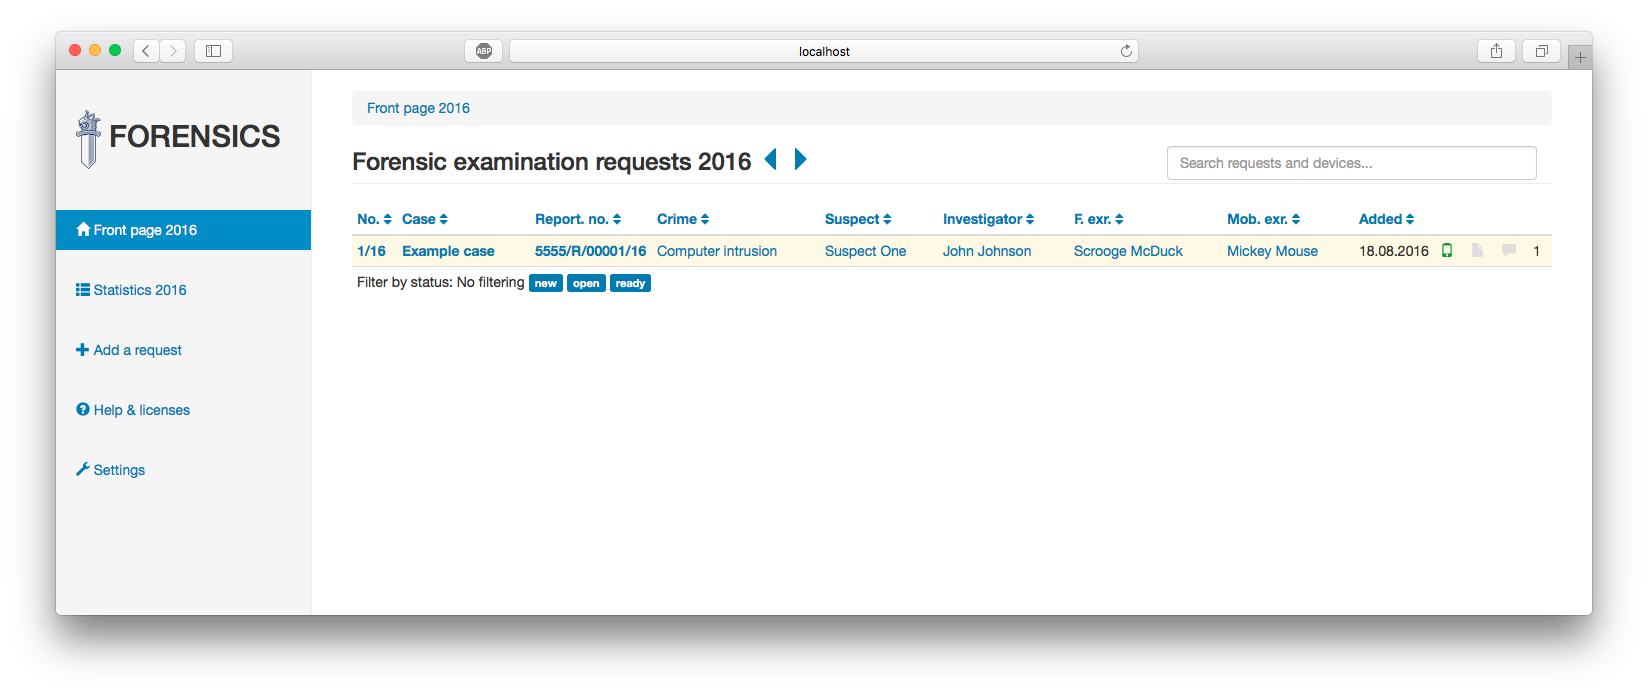 ABP
localhost
FORENSICS
Front page 2016
Statistics 2016
Add a request
Help & licenses
Settings
Front page 2016
Forensic examination requests 2016
Search requests and devices...
No. Case Report. no. Crime Suspect Investigator F. exr. Mob. exr. Added
1/16 Example case 5555/R/00001/16 Computer intrusion Suspect One John Johnson Scrooge McDuck Mickey Mouse 18.08.2016 1
Filter by status: No filtering new open ready